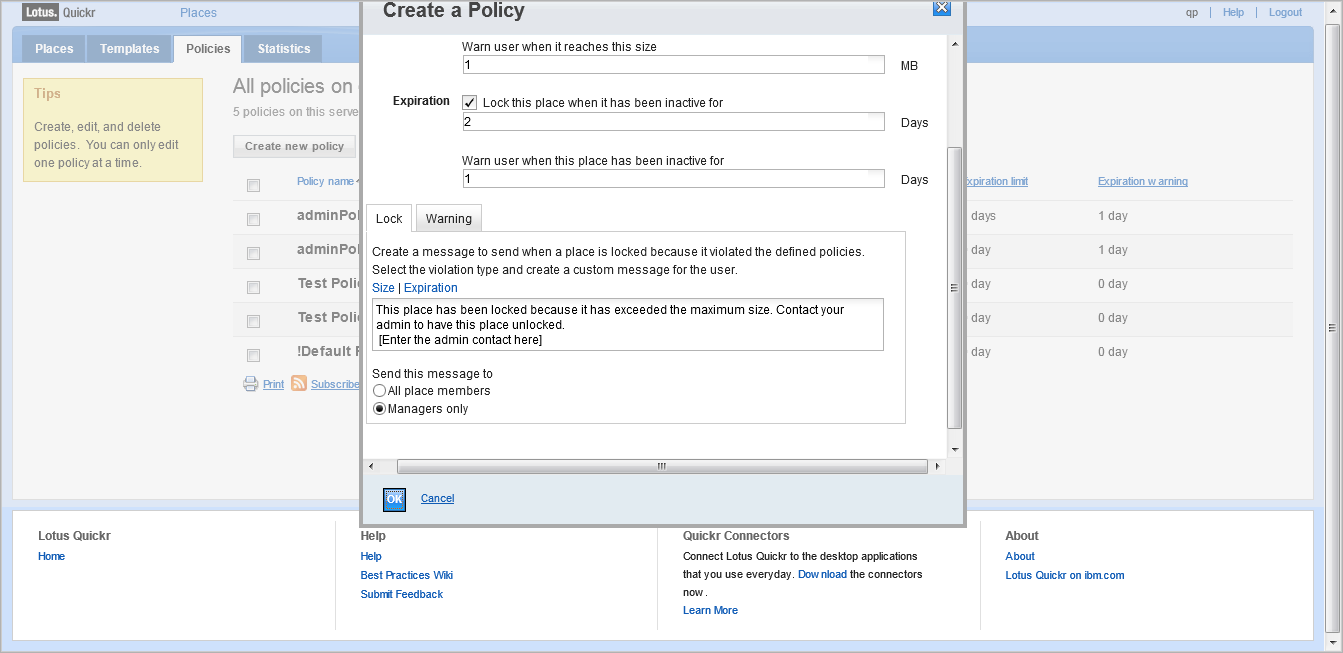 Lotus. Quickr
Places
qp | Help | Logout
Places
Templates
Policies
Statistics
Tips
Create, edit, and delete
policies. You can only edit
one policy at a time.
All policies on
5 policies on this serve
Create new policy
Policy name
xpiration limit
Expiration warning
adminPol
days
1 day
adminPol
day
1 day
Test Poli
day
0 day
Test Poli
day
0 day
!Default P
day
0 day
Print
Subscribe
Create a Policy
Warn user when it reaches this size
1
MB
Expiration
Lock this place when it has been inactive for
2
Days
Warn user when this place has been inactive for
1
Days
Lock
Warning
Create a message to send when a place is locked because it violated the defined policies.
Select the violation type and create a custom message for the user.
Size | Expiration
This place has been locked because it has exceeded the maximum size. Contact your
admin to have this place unlocked.
[Enter the admin contact here]
Send this message to
All place members
Managers only
OK
Cancel
Lotus Quickr
Home
Help
Help
Best Practices Wiki
Submit Feedback
Quickr Connectors
Connect Lotus Quickr to the desktop applications
that you use everyday. Download the connectors
now.
Learn More
About
About
Lotus Quickr on ibm.com